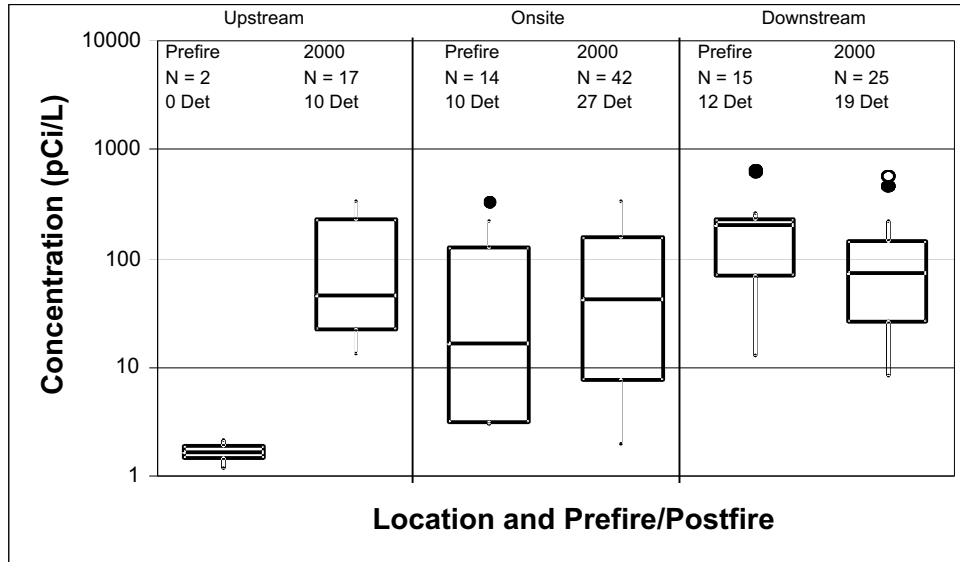 Upstream Onsite Downstream
Prefire 2000 Prefire 2000 Prefire 2000
N = 2 N = 17 N = 14 N = 42 N = 15 N = 25
0 Det 10 Det 10 Det 27 Det 12 Det 19 Det
10000
1000
100
10
1
Concentration (pCi/L)
Location and Prefire/Postfire